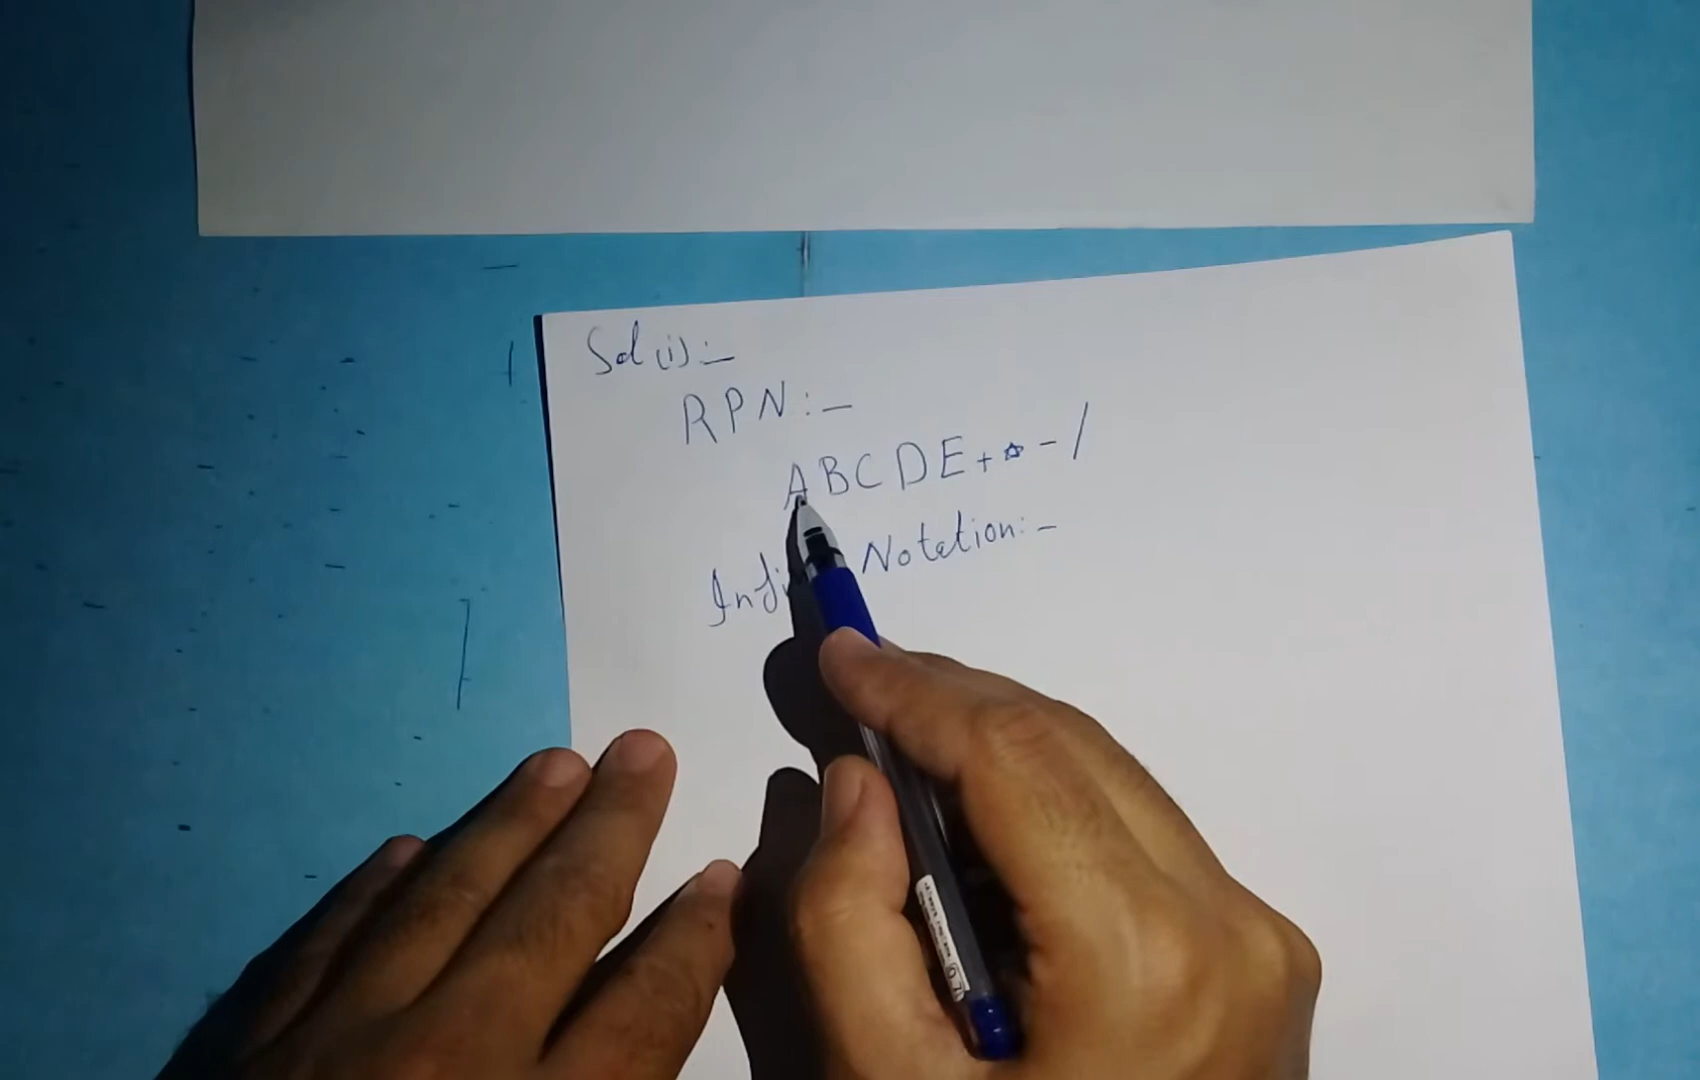 Sol (i) :-
RPN :-
ABCDE+*-/
Notation :-